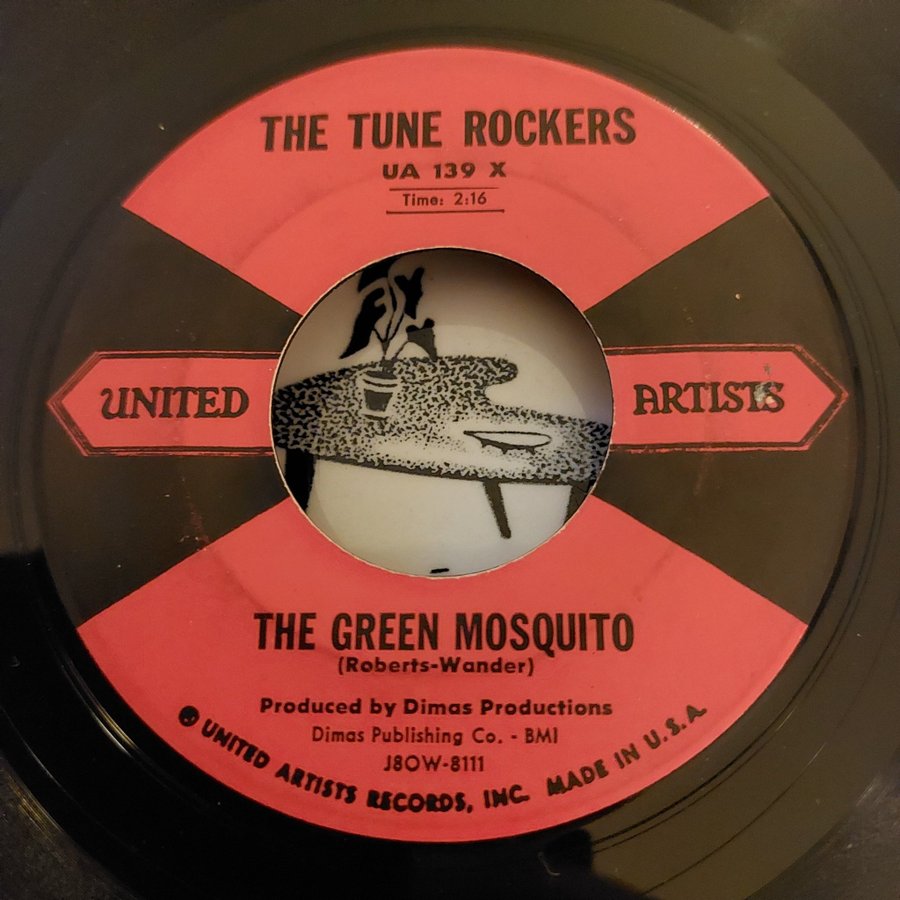 THE TUNE ROCKERS
UA 139 X
Time: 2:16
FLY
UNITED ARTISTS
THE GREEN MOSQUITO
(Roberts-Wander)
Produced by Dimas Productions
Dimas Publishing Co. - BMI
J8OW-8111
UNITED ARTISTS RECORDS, INC. MADE IN U.S.A.